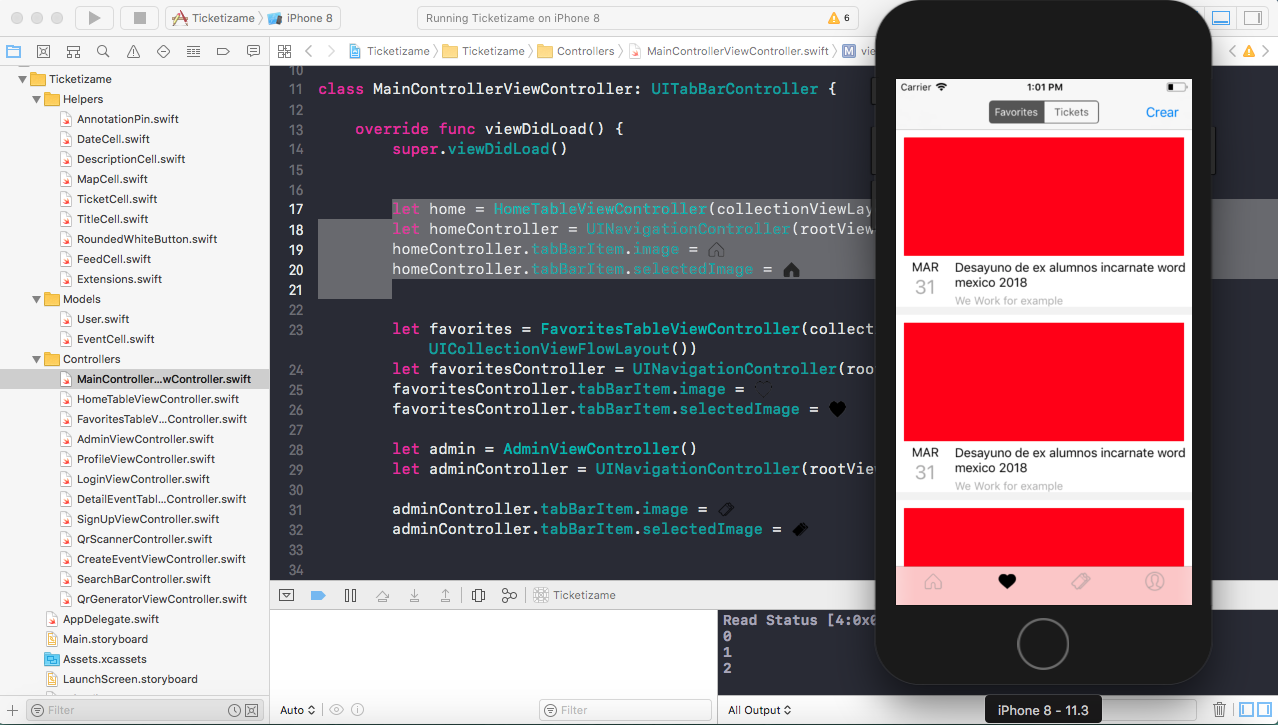 Ticketizame
iPhone 8
Running Ticketizame on iPhone 8
6
Ticketizame
Ticketizame
Controllers
MainControllerViewController.swift
M
Ticketizame
Helpers
AnnotationPin.swift
DateCell.swift
DescriptionCell.swift
MapCell.swift
TicketCell.swift
TitleCell.swift
RoundedWhiteButton.swift
FeedCell.swift
Extensions.swift
Models
User.swift
EventCell.swift
Controllers
MainController...wController.swift
HomeTableViewController.swift
FavoritesTableV...Controller.swift
AdminViewController.swift
ProfileViewController.swift
LoginViewController.swift
DetailEventTabl...Controller.swift
SignUpViewController.swift
QrScannerController.swift
CreateEventViewController.swift
SearchBarController.swift
QrGeneratorViewController.swift
AppDelegate.swift
Main.storyboard
Assets.xcassets
LaunchScreen.storyboard
Filter
10
11 class MainControllerViewController: UITabBarController {
12
13 override func viewDidLoad() {
14 super.viewDidLoad()
15
16
17 let home = HomeTableViewController(collectionViewLay
18 let homeController = UINavigationController(rootView
19 homeController.tabBarItem.image =
20 homeController.tabBarItem.selectedImage =
21
22
23 let favorites = FavoritesTableViewController(collect
UICollectionViewFlowLayout())
24 let favoritesController = UINavigationController(roo
25 favoritesController.tabBarItem.image =
26 favoritesController.tabBarItem.selectedImage =
27
28 let admin = AdminViewController()
29 let adminController = UINavigationController(rootView
30
31 adminController.tabBarItem.image =
32 adminController.tabBarItem.selectedImage =
33
34
Ticketizame
Read Status [4:0x
0
1
2
Auto
Filter
All Output
Carrier
1:01 PM
Favorites
Tickets
Crear
MAR
31
Desayuno de ex alumnos incarnate word
mexico 2018
We Work for example
MAR
31
Desayuno de ex alumnos incarnate word
mexico 2018
We Work for example
iPhone 8 - 11.3